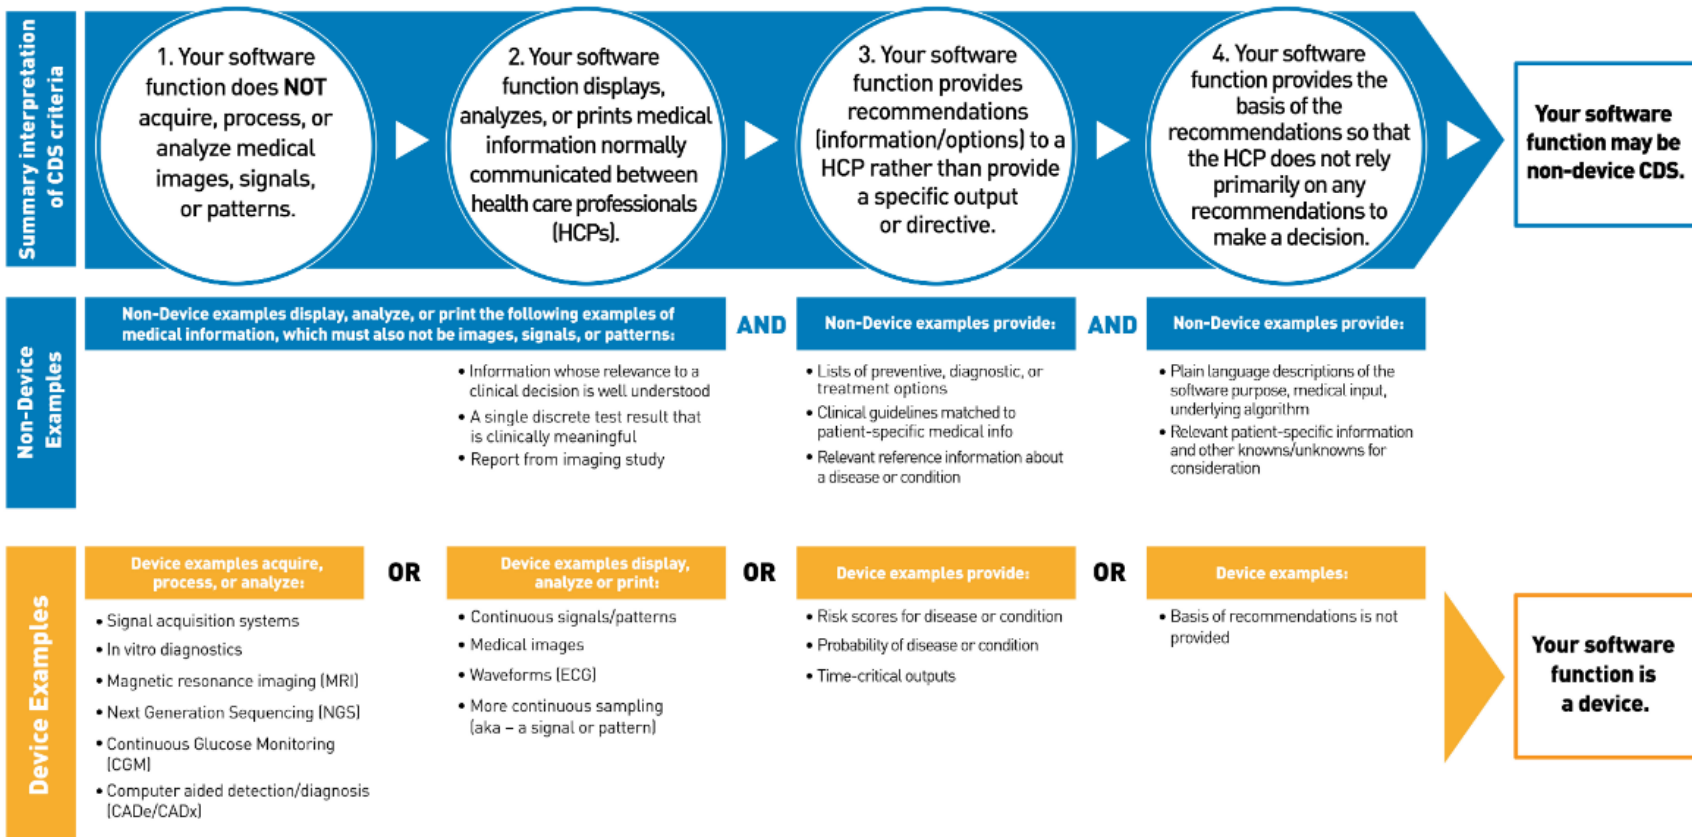 Summary interpretation
of CDS criteria
1. Your software
function does NOT
acquire, process, or
analyze medical
images, signals,
or patterns.
2. Your software
function displays,
analyzes, or prints medical
information normally
communicated between
health care professionals
(HCPs).
3. Your software
function provides
recommendations
(information/options) to a
HCP rather than provide
a specific output
or directive.
4. Your software
function provides the
basis of the
recommendations so that
the HCP does not rely
primarily on any
recommendations to
make a decision.
Your software
function may be
non-device CDS.
Non-Device
Examples
Non-Device examples display, analyze, or print the following examples of
medical information, which must also not be images, signals, or patterns:
• Information whose relevance to a
clinical decision is well understood
• A single discrete test result that
is clinically meaningful
• Report from imaging study
AND
Non-Device examples provide:
• Lists of preventive, diagnostic, or
treatment options
• Clinical guidelines matched to
patient-specific medical info
• Relevant reference information about
a disease or condition
AND
Non-Device examples provide:
• Plain language descriptions of the
software purpose, medical input,
underlying algorithm
• Relevant patient-specific information
and other knowns/unknowns for
consideration
Device Examples
Device examples acquire,
process, or analyze:
• Signal acquisition systems
• In vitro diagnostics
• Magnetic resonance imaging (MRI)
• Next Generation Sequencing (NGS)
• Continuous Glucose Monitoring
(CGM)
• Computer aided detection/diagnosis
(CADe/CADx)
OR
Device examples display,
analyze or print:
• Continuous signals/patterns
• Medical images
• Waveforms (ECG)
• More continuous sampling
(aka – a signal or pattern)
OR
Device examples provide:
• Risk scores for disease or condition
• Probability of disease or condition
• Time-critical outputs
OR
Device examples:
• Basis of recommendations is not
provided
Your software
function is
a device.